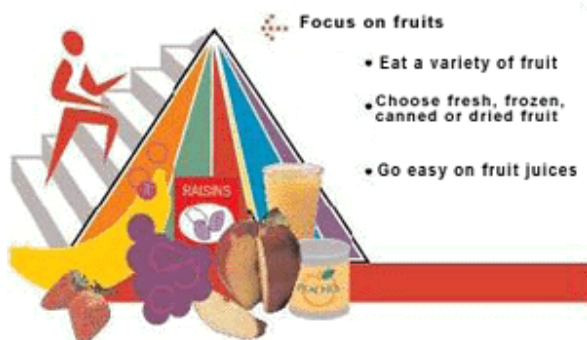 Focus on fruits
• Eat a variety of fruit
• Choose fresh, frozen,
canned or dried fruit
• Go easy on fruit juices
RAISINS
PEACHES